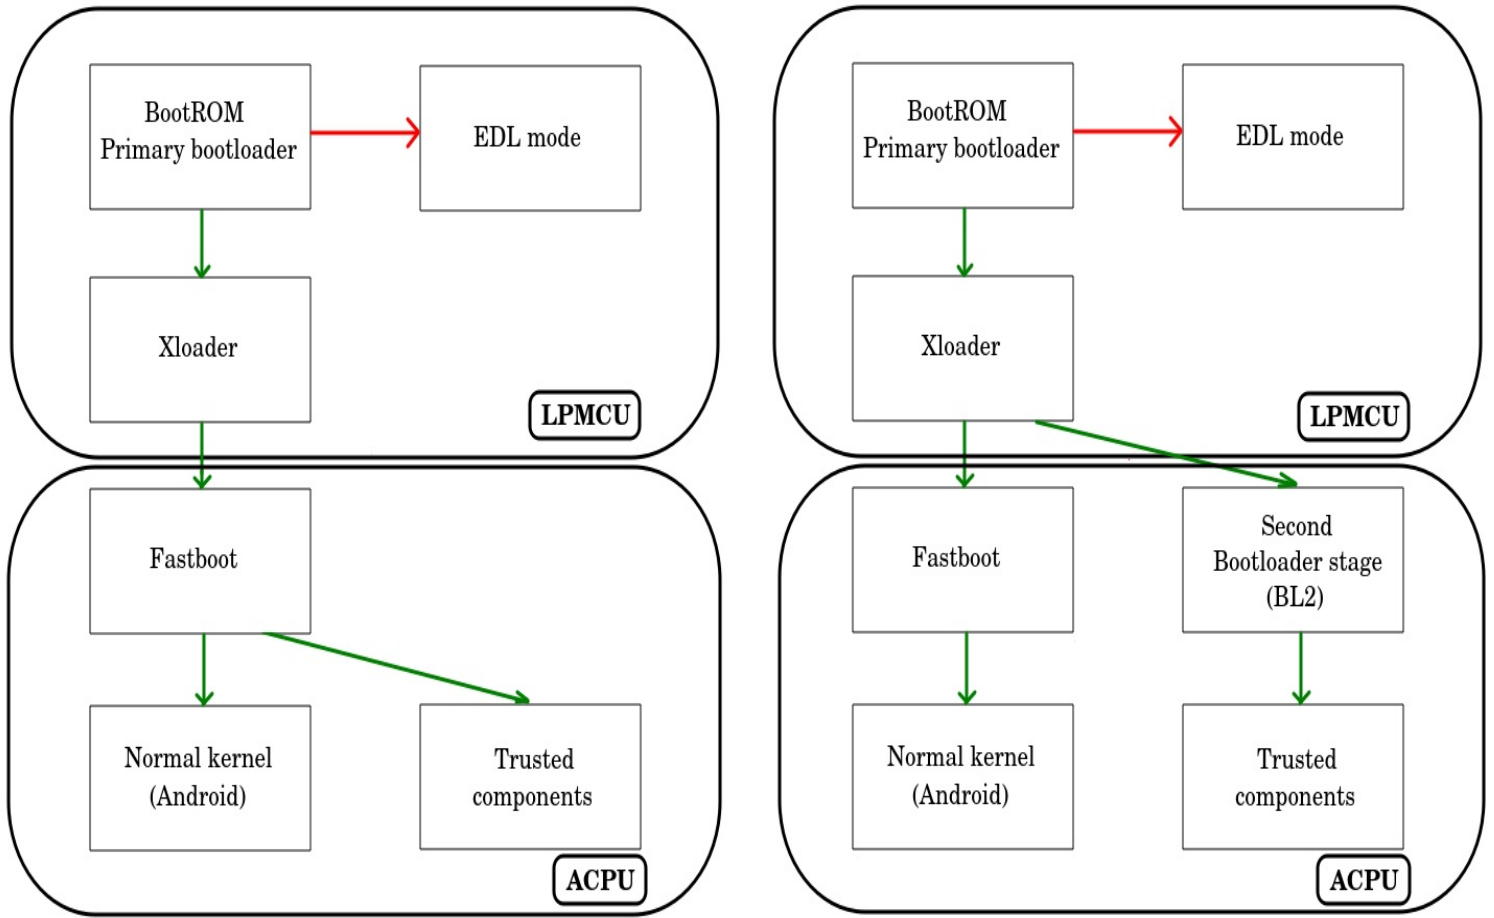 BootROM
Primary bootloader
EDL mode
Xloader
LPMCU
Fastboot
Normal kernel
(Android)
Trusted
components
ACPU
BootROM
Primary bootloader
EDL mode
Xloader
LPMCU
Fastboot
Second
Bootloader stage
(BL2)
Normal kernel
(Android)
Trusted
components
ACPU